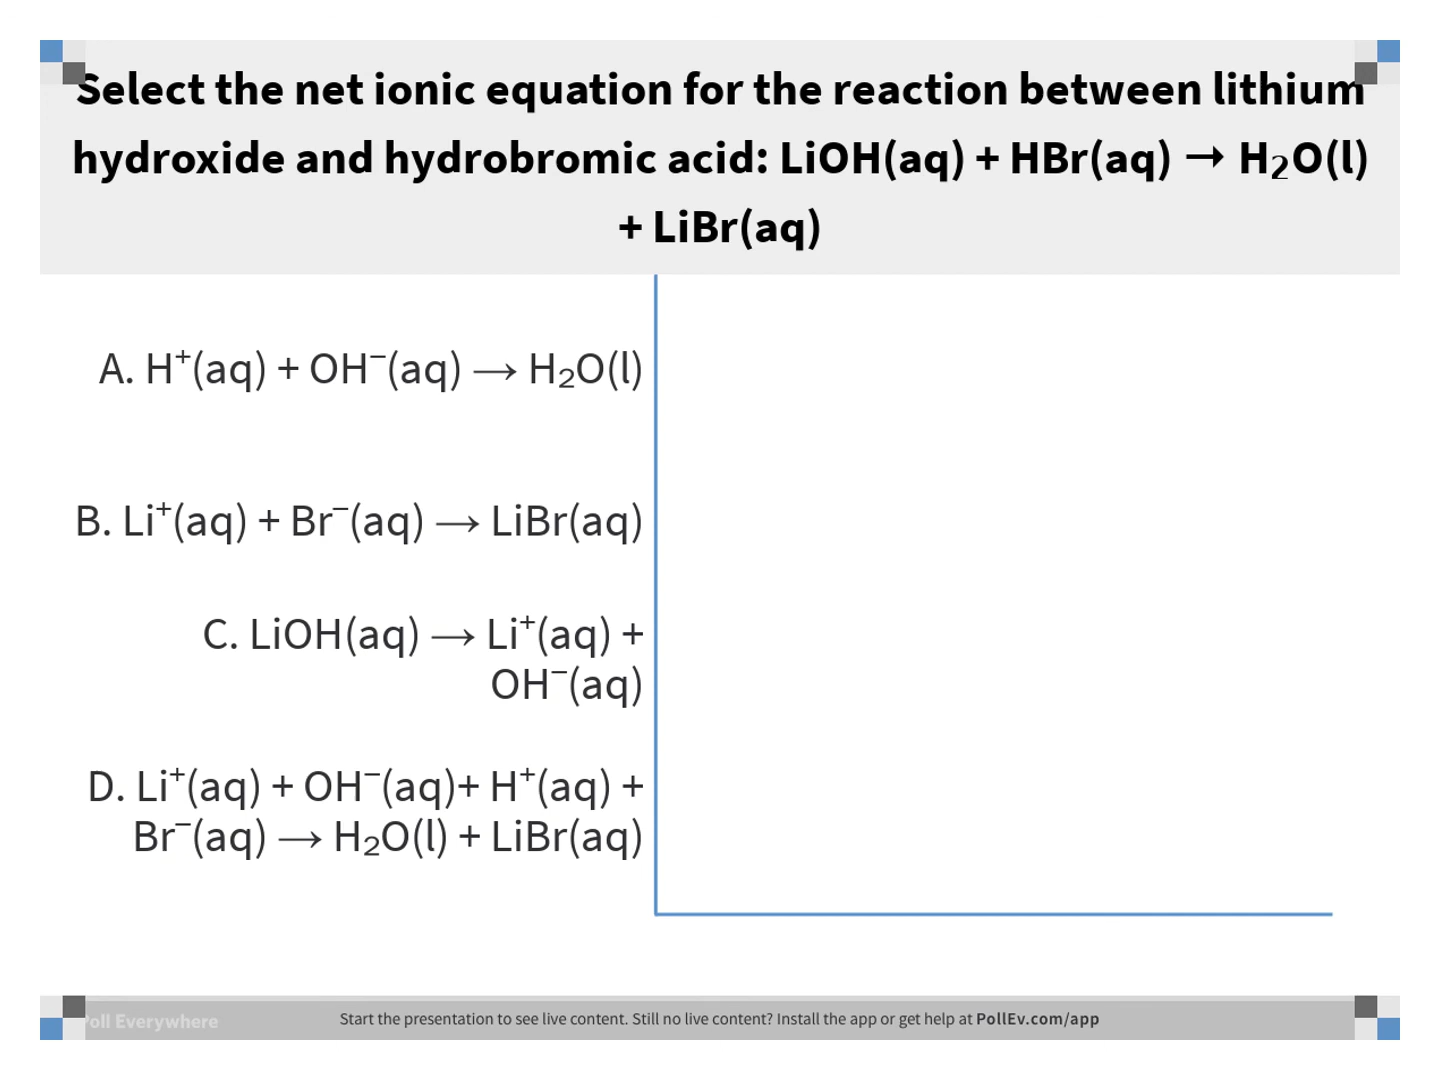 Select the net ionic equation for the reaction between lithium
hydroxide and hydrobromic acid: LiOH(aq) + HBr(aq) → H₂O(l)
+ LiBr(aq)
A. H⁺(aq) + OH⁻(aq) ⟶ H₂O(l)
B. Li⁺(aq) + Br⁻(aq) ⟶ LiBr(aq)
C. LiOH(aq) ⟶ Li⁺(aq) +
OH⁻(aq)
D. Li⁺(aq) + OH⁻(aq)+ H⁺(aq) +
Br⁻(aq) ⟶ H₂O(l) + LiBr(aq)
Poll Everywhere
Start the presentation to see live content. Still no live content? Install the app or get help at PollEv.com/app